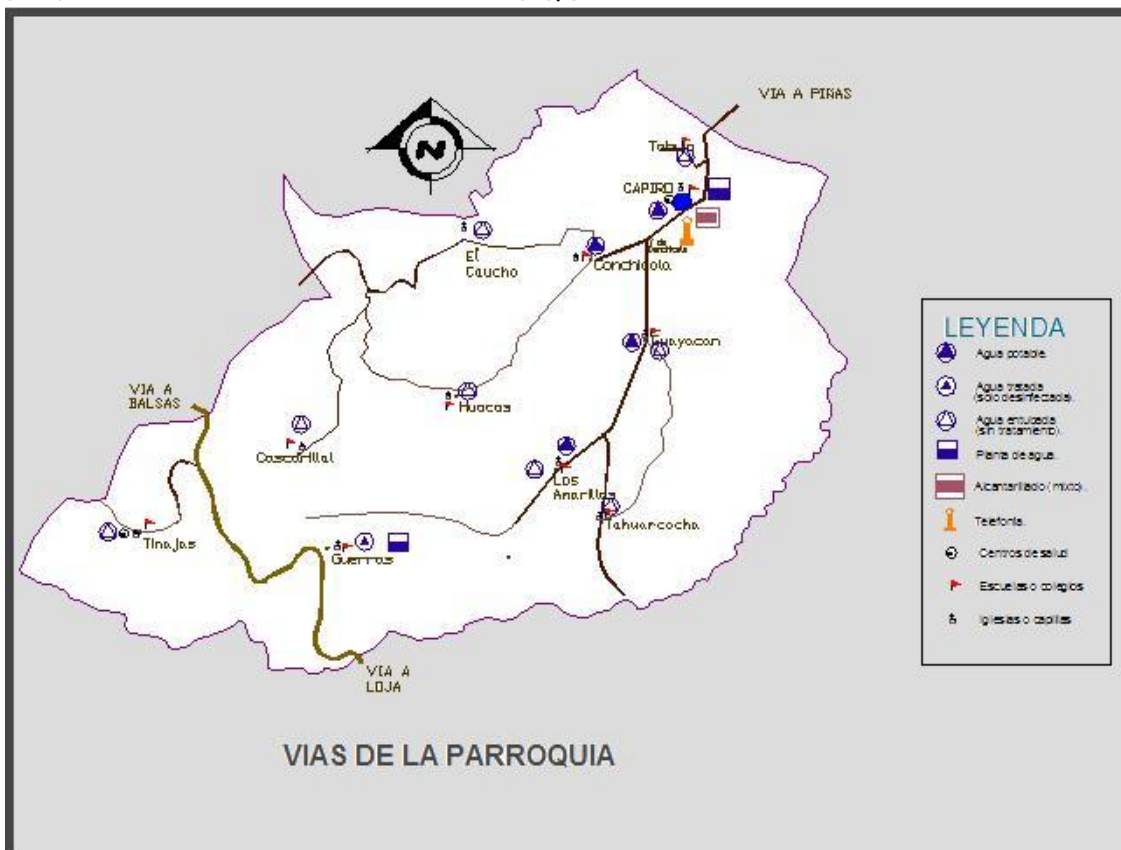 VIA A PIÑAS
N
CAPIRO
El
Caucho
Conchicola
Guayacan
VIA A
BALSAS
Huacas
Cascarillal
Los
Amarillos
Tahuarcocha
Tinajas
Guerras
VIA A
LOJA
LEYENDA
Agua potable.
Agua tratada
(solo desinfectada).
Agua entubada
(sin tratamiento).
Planta de agua.
Alcantarillado (mixto).
Telefonia.
Centros de salud
Escuelas o colegios
Iglesias o capillas
VIAS DE LA PARROQUIA